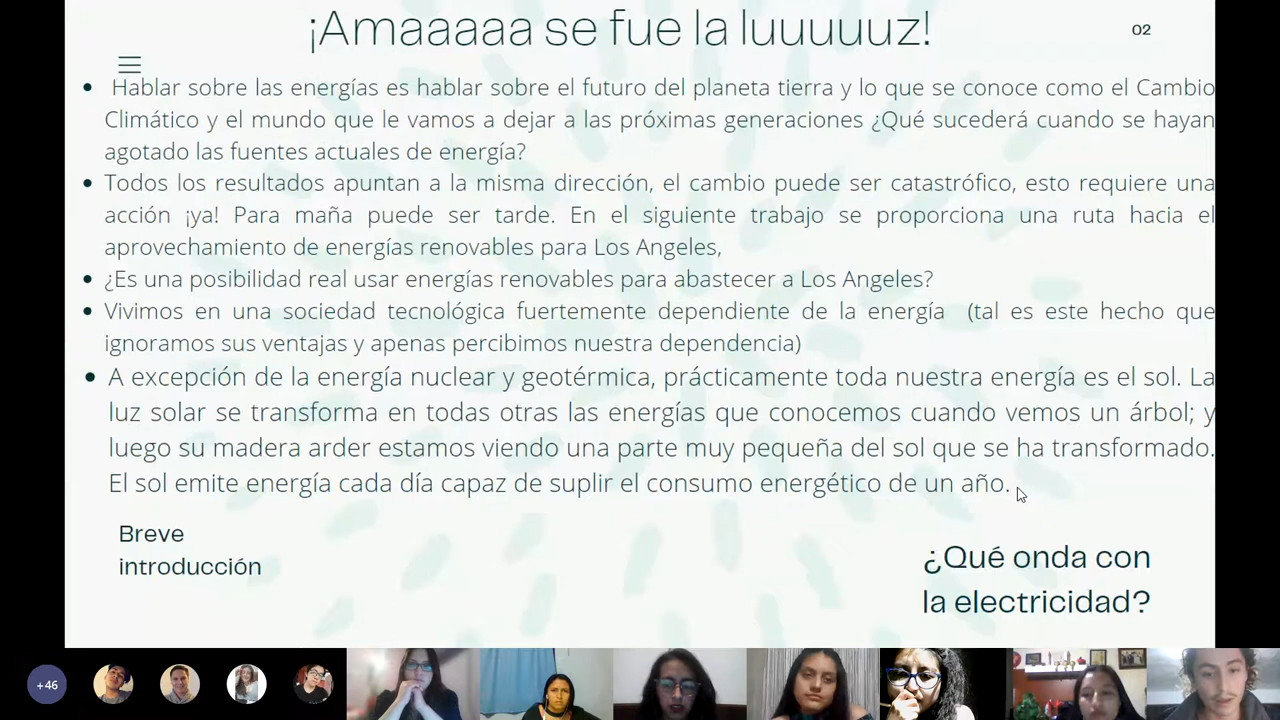 ¡Amaaaaa se fue la luuuuuz!
02
Hablar sobre las energías es hablar sobre el futuro del planeta tierra y lo que se conoce como el Cambio
Climático y el mundo que le vamos a dejar a las próximas generaciones ¿Qué sucederá cuando se hayan
agotado las fuentes actuales de energía?
Todos los resultados apuntan a la misma dirección, el cambio puede ser catastrófico, esto requiere una
acción ¡ya! Para maña puede ser tarde. En el siguiente trabajo se proporciona una ruta hacia el
aprovechamiento de energías renovables para Los Angeles,
¿Es una posibilidad real usar energías renovables para abastecer a Los Angeles?
Vivimos en una sociedad tecnológica fuertemente dependiente de la energía (tal es este hecho que
ignoramos sus ventajas y apenas percibimos nuestra dependencia)
A excepción de la energía nuclear y geotérmica, prácticamente toda nuestra energía es el sol. La
luz solar se transforma en todas otras las energías que conocemos cuando vemos un árbol; y
luego su madera arder estamos viendo una parte muy pequeña del sol que se ha transformado.
El sol emite energía cada día capaz de suplir el consumo energético de un año.
Breve
introducción
¿Qué onda con
la electricidad?
+46